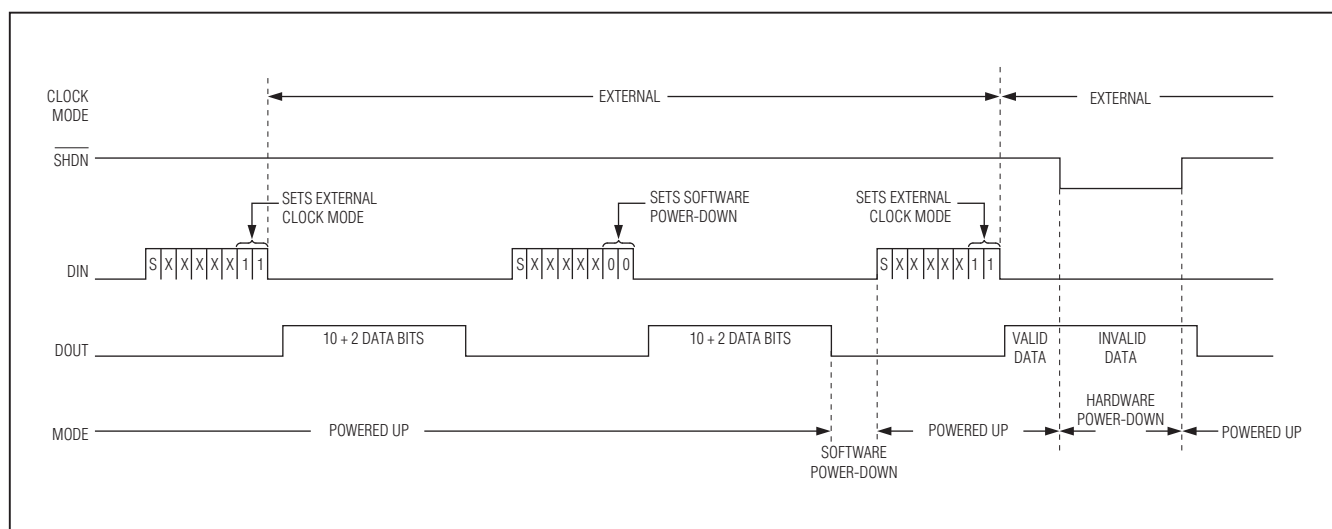 CLOCK
MODE
EXTERNAL
EXTERNAL
SHDN
SETS EXTERNAL
CLOCK MODE
SETS SOFTWARE
POWER-DOWN
SETS EXTERNAL
CLOCK MODE
DIN
S X X X X X 1 1
S X X X X X 0 0
S X X X X X 1 1
DOUT
10 + 2 DATA BITS
10 + 2 DATA BITS
VALID
DATA
INVALID
DATA
MODE
POWERED UP
SOFTWARE
POWER-DOWN
POWERED UP
HARDWARE
POWER-DOWN
POWERED UP